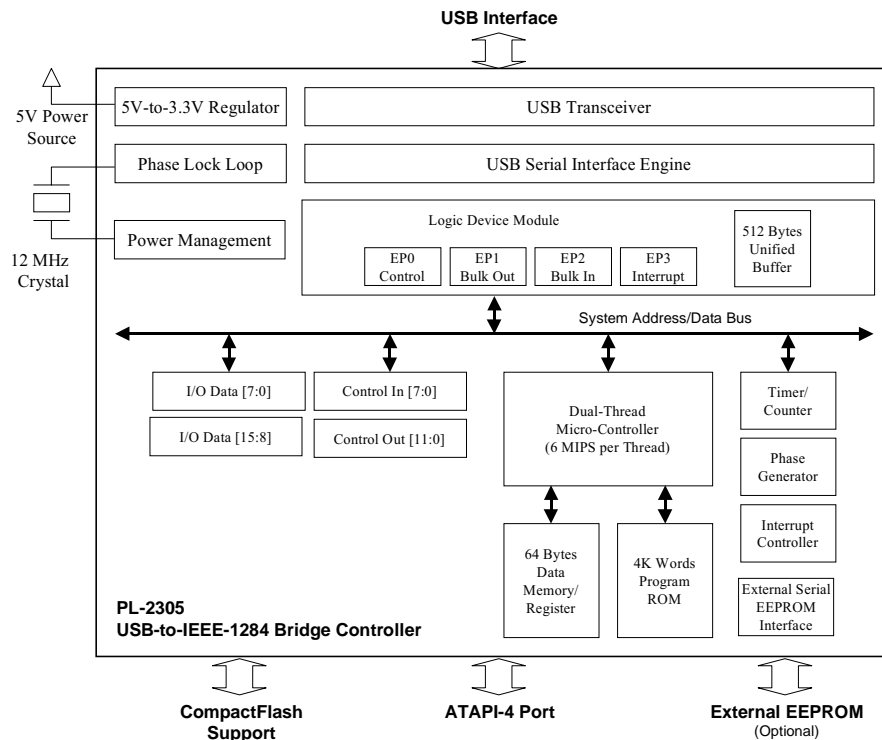 USB Interface
5V Power
Source
5V-to-3.3V Regulator
USB Transceiver
Phase Lock Loop
USB Serial Interface Engine
12 MHz
Crystal
Power Management
Logic Device Module
EP0
Control
EP1
Bulk Out
EP2
Bulk In
EP3
Interrupt
512 Bytes
Unified
Buffer
System Address/Data Bus
I/O Data [7:0]
Control In [7:0]
I/O Data [15:8]
Control Out [11:0]
Dual-Thread
Micro-Controller
(6 MIPS per Thread)
Timer/
Counter
Phase
Generator
Interrupt
Controller
64 Bytes
Data
Memory/
Register
4K Words
Program
ROM
External Serial
EEPROM
Interface
PL-2305
USB-to-IEEE-1284 Bridge Controller
CompactFlash
Support
ATAPI-4 Port
External EEPROM
(Optional)